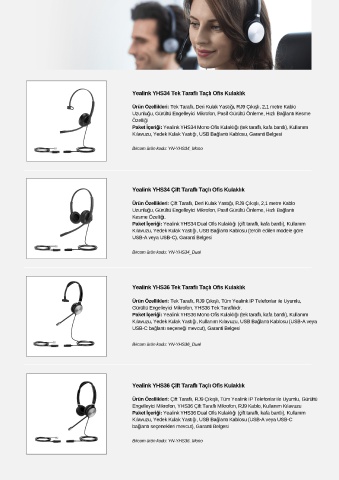 Yealink YHS34 Tek Taraflı Taçlı Ofis Kulaklık
Ürün Özellikleri: Tek Taraflı, Deri Kulak Yastığı, RJ9 Çıkışlı, 2,1 metre Kablo
Uzunluğu, Gürültü Engelleyici Mikrofon, Pasif Gürültü Önleme, Hızlı Bağlantı Kesme
Özelliği
Paket İçeriği: Yealink YHS34 Mono Ofis Kulaklığı (tek taraflı, kafa bantlı), Kullanım
Kılavuzu, Yedek Kulak Yastığı, USB Bağlantı Kablosu, Garanti Belgesi
Bircom ürün kodu: YN-YHS34_Mono
Yealink YHS34 Çift Taraflı Taçlı Ofis Kulaklık
Ürün Özellikleri: Çift Taraflı, Deri Kulak Yastığı, RJ9 Çıkışlı, 2,1 metre Kablo
Uzunluğu, Gürültü Engelleyici Mikrofon, Pasif Gürültü Önleme, Hızlı Bağlantı
Kesme Özelliği,
Paket İçeriği: Yealink YHS34 Dual Ofis Kulaklığı (çift taraflı, kafa bantlı), Kullanım
Kılavuzu, Yedek Kulak Yastığı, USB Bağlantı Kablosu (tercih edilen modele göre
USB-A veya USB-C), Garanti Belgesi
Bircom ürün kodu: YN-YHS34_Dual
Yealink YHS36 Tek Taraflı Taçlı Ofis Kulaklık
Ürün Özellikleri: Tek Taraflı, RJ9 Çıkışlı, Tüm Yealink IP Telefonlar ile Uyumlu,
Gürültü Engelleyici Mikrofon, YHS36 Tek Taraflıdır.
Paket İçeriği: Yealink YHS36 Mono Ofis Kulaklığı (tek taraflı, kafa bantlı), Kullanım
Kılavuzu, Yedek Kulak Yastığı, Kullanım Kılavuzu, USB Bağlantı Kablosu (USB-A veya
USB-C bağlantı seçeneği mevcut), Garanti Belgesi
Bircom ürün kodu: YN-YHS36_Dual
Yealink YHS36 Çift Taraflı Taçlı Ofis Kulaklık
Ürün Özellikleri: Çift Taraflı, RJ9 Çıkışlı, Tüm Yealink IP Telefonlar ile Uyumlu, Gürültü
Engelleyici Mikrofon, YHS36 Çift Taraflı Mikrofon, RJ9 Kablo, Kullanım Kılavuzu
Paket İçeriği: Yealink YHS36 Dual Ofis Kulaklığı (çift taraflı, kafa bantlı), Kullanım
Kılavuzu, Yedek Kulak Yastığı, USB Bağlantı Kablosu (USB-A veya USB-C
bağlantı seçenekleri mevcut), Garanti Belgesi
Bircom ürün kodu: YN-YHS36_Mono